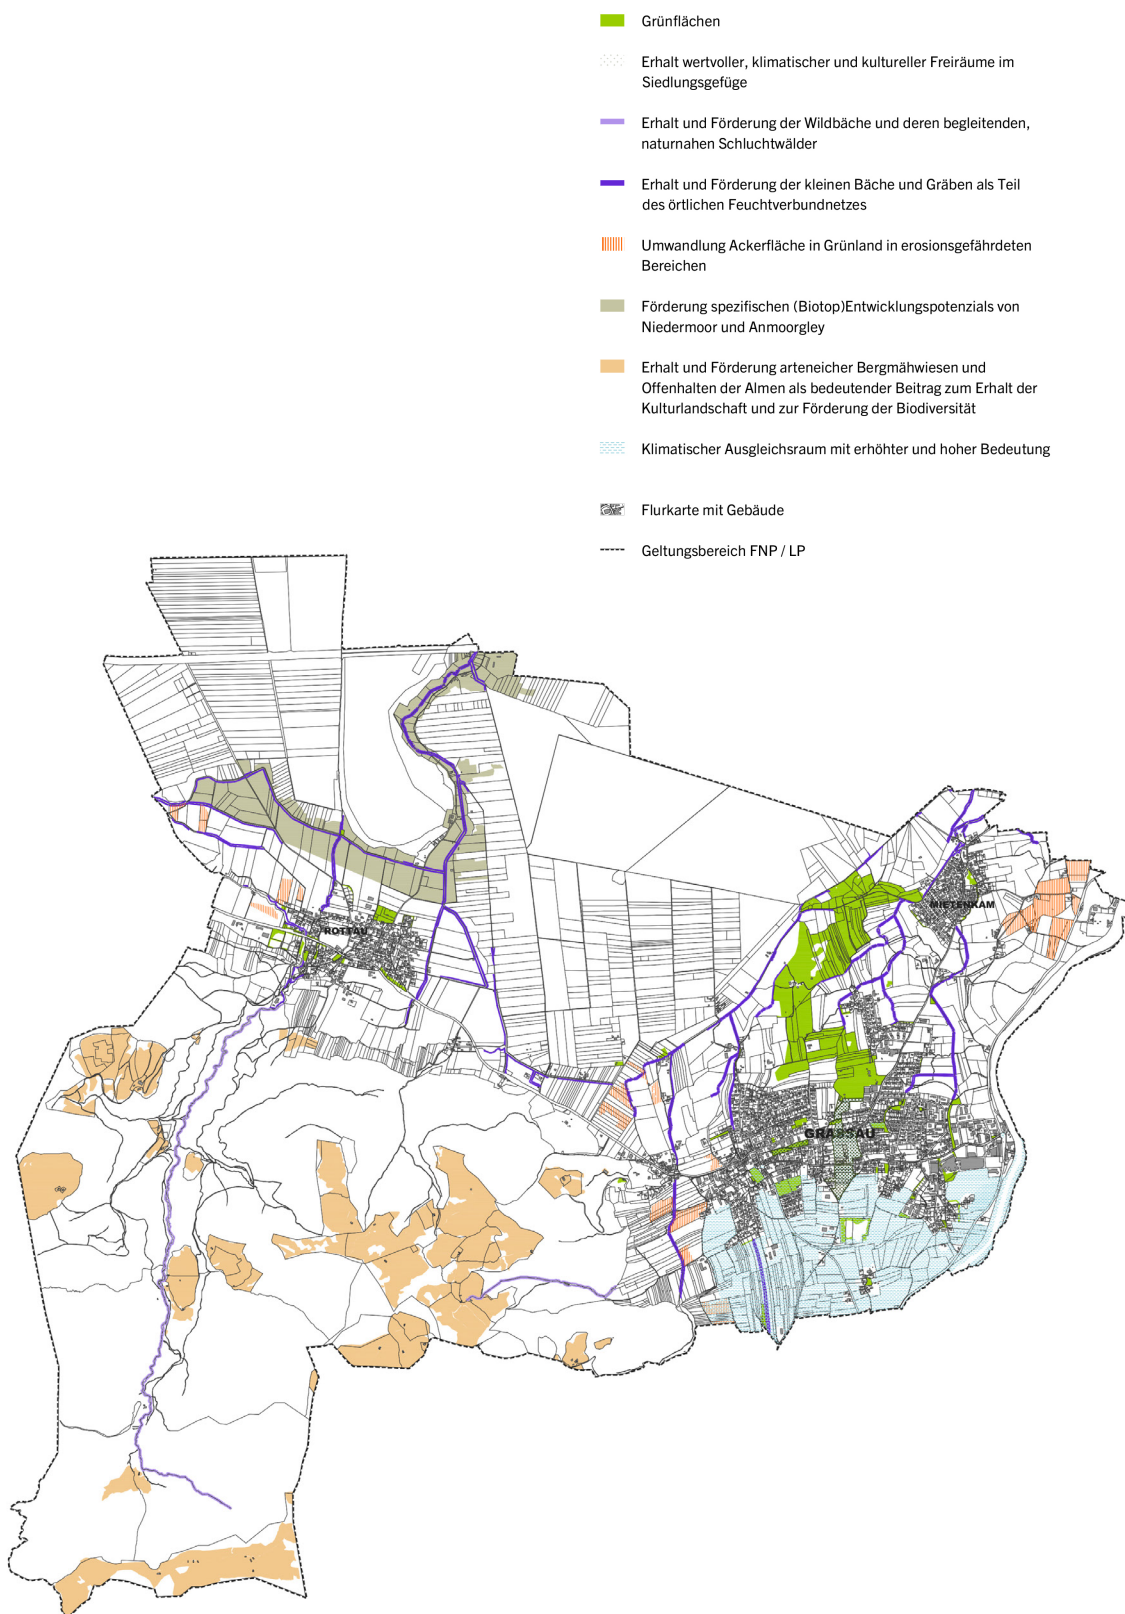 Grünflächen
Erhalt wertvoller, klimatischer und kultureller Freiräume im
Siedlungsgefüge
Erhalt und Förderung der Wildbäche und deren begleitenden,
naturnahen Schluchtwälder
Erhalt und Förderung der kleinen Bäche und Gräben als Teil
des örtlichen Feuchtverbundnetzes
Umwandlung Ackerfläche in Grünland in erosionsgefährdeten
Bereichen
Förderung spezifischen (Biotop)Entwicklungspotenzials von
Niedermoor und Anmoorgley
Erhalt und Förderung arteneicher Bergmähwiesen und
Offenhalten der Almen als bedeutender Beitrag zum Erhalt der
Kulturlandschaft und zur Förderung der Biodiversität
Klimatischer Ausgleichsraum mit erhöhter und hoher Bedeutung
Flurkarte mit Gebäude
Geltungsbereich FNP / LP
MIETENKAM
ROTTAU
GRASSAU